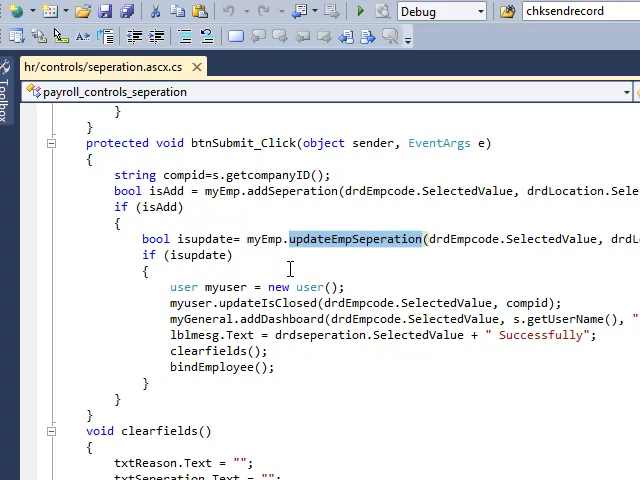 Debug
chksendrecord
hr/controls/seperation.ascx.cs
Toolbox
payroll_controls_seperation
}
}
protected void btnSubmit_Click(object sender, EventArgs e)
{
string compid=s.getcompanyID();
bool isAdd = myEmp.addSeperation(drdEmpcode.SelectedValue, drdLocation.Sele
if (isAdd)
{
bool isupdate= myEmp.updateEmpSeperation(drdEmpcode.SelectedValue, drdLo
if (isupdate)
{
user myuser = new user();
myuser.updateIsClosed(drdEmpcode.SelectedValue, compid);
myGeneral.addDashboard(drdEmpcode.SelectedValue, s.getUserName(), "
lblmesg.Text = drdseperation.SelectedValue + " Successfully";
clearfields();
bindEmployee();
}
}
}
void clearfields()
{
txtReason.Text = "";
txtSeperation.Text = "";